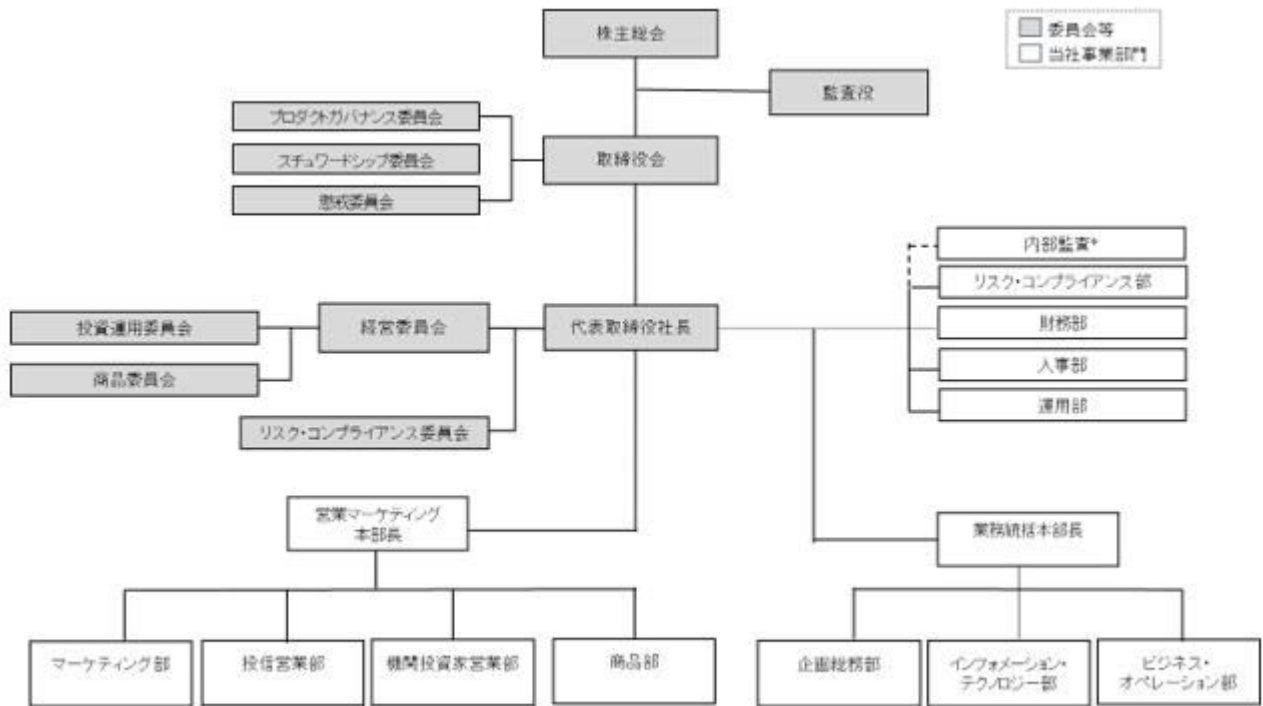 株主総会
委員会等
当社事業部門
監査役
プロダクトガバナンス委員会
スチュワードシップ委員会
懲戒委員会
取締役会
内部監査*
リスク・コンプライアンス部
財務部
人事部
運用部
投資運用委員会
商品委員会
経営委員会
代表取締役社長
リスク・コンプライアンス委員会
営業マーケティング
本部長
業務統括本部長
マーケティング部
投信営業部
機関投資家営業部
商品部
企画総務部
インフォメーション・
テクノロジー部
ビジネス・
オペレーション部